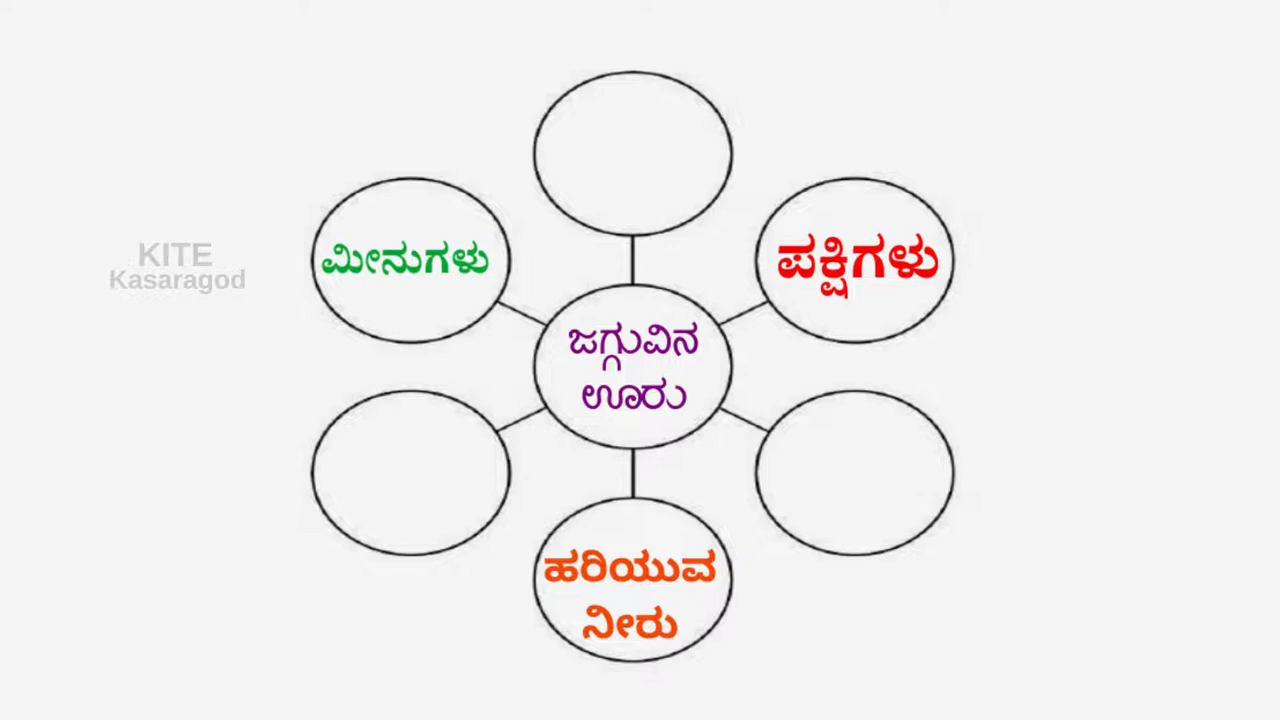 ಪಕ್ಷಿಗಳು
KITE
Kasaragod
ಮೀನುಗಳು
ಜಗ್ಗುವಿನ
ಊರು
ಹರಿಯುವ
ನೀರು